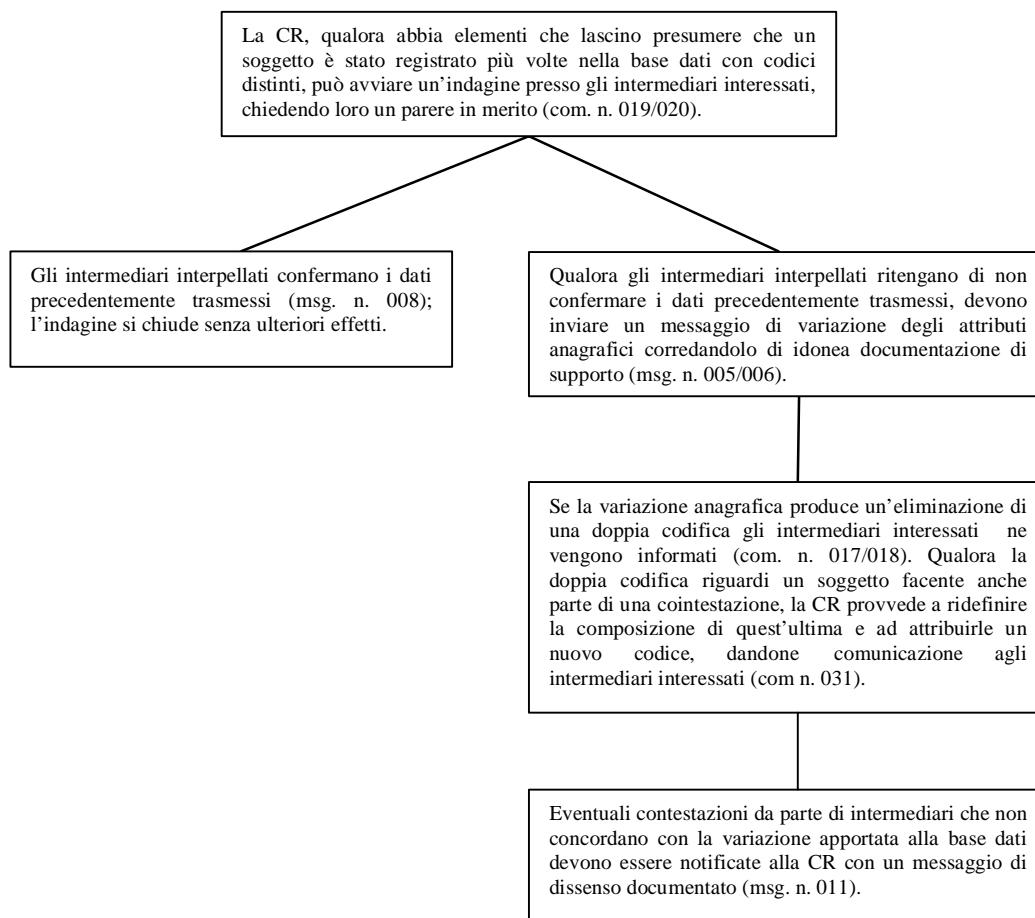 La CR, qualora abbia elementi che lascino presumere che un
soggetto è stato registrato più volte nella base dati con codici
distinti, può avviare un'indagine presso gli intermediari interessati,
chiedendo loro un parere in merito (com. n. 019/020).
Gli intermediari interpellati confermano i dati
precedentemente trasmessi (msg. n. 008);
l'indagine si chiude senza ulteriori effetti.
Qualora gli intermediari interpellati ritengano di non
confermare i dati precedentemente trasmessi, devono
inviare un messaggio di variazione degli attributi
anagrafici corredandolo di idonea documentazione di
supporto (msg. n. 005/006).
Se la variazione anagrafica produce un'eliminazione di
una doppia codifica gli intermediari interessati ne
vengono informati (com. n. 017/018). Qualora la
doppia codifica riguardi un soggetto facente anche
parte di una cointestazione, la CR provvede a ridefinire
la composizione di quest'ultima e ad attribuirle un
nuovo codice, dandone comunicazione agli
intermediari interessati (com n. 031).
Eventuali contestazioni da parte di intermediari che non
concordano con la variazione apportata alla base dati
devono essere notificate alla CR con un messaggio di
dissenso documentato (msg. n. 011).